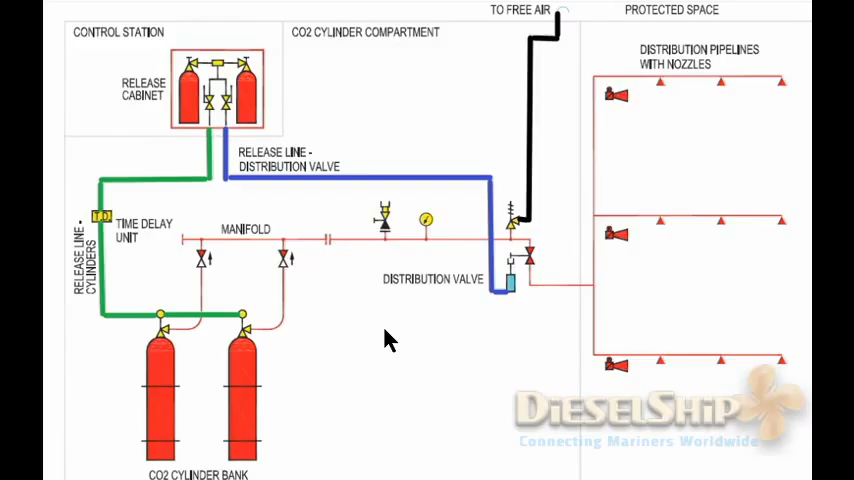 TO FREE AIR
PROTECTED SPACE
CONTROL STATION
CO2 CYLINDER COMPARTMENT
DISTRIBUTION PIPELINES
WITH NOZZLES
RELEASE
CABINET
RELEASE LINE -
DISTRIBUTION VALVE
T.D.
TIME DELAY
UNIT
MANIFOLD
RELEASE LINE -
CYLINDERS
DISTRIBUTION VALVE
DIESELSHIP
Connecting Mariners Worldwide
CO2 CYLINDER BANK